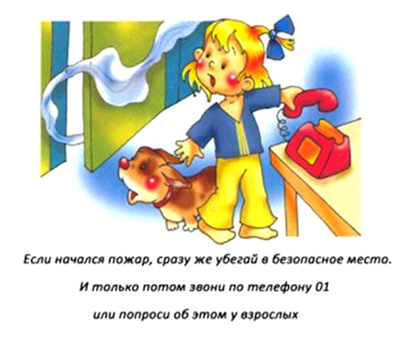 Если начался пожар, сразу же убегай в безопасное место.
И только потом звони по телефону 01
или попроси об этом у взрослых